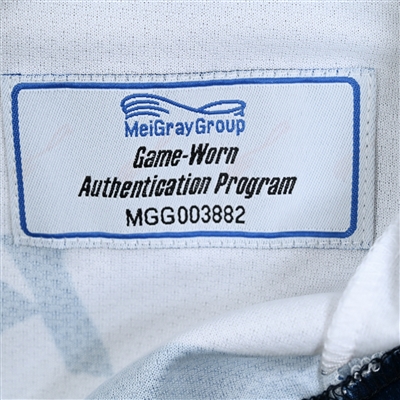 MeiGrayGroup
Game-Worn
Authentication Program
MGG003882